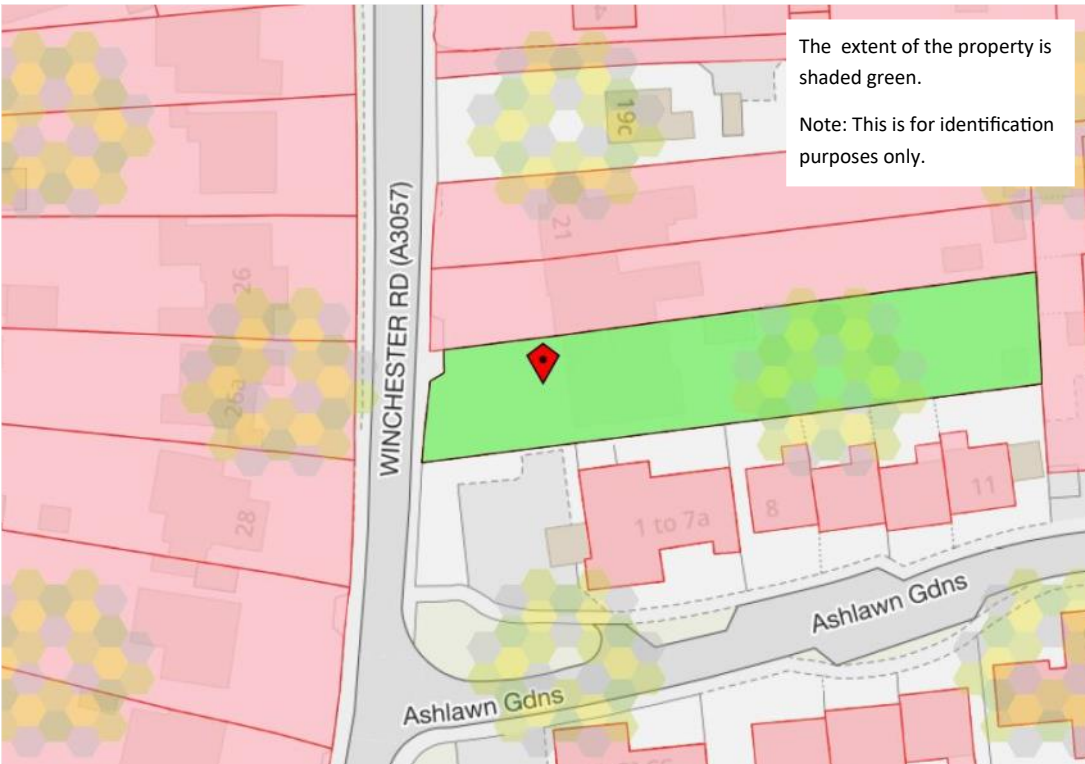 The extent of the property is
shaded green.
Note: This is for identification
purposes only.
19c
21
26
WINCHESTER RD (A3057)
26a
28
1 to 7a
8
11
Ashlawn Gdns
Ashlawn Gdns